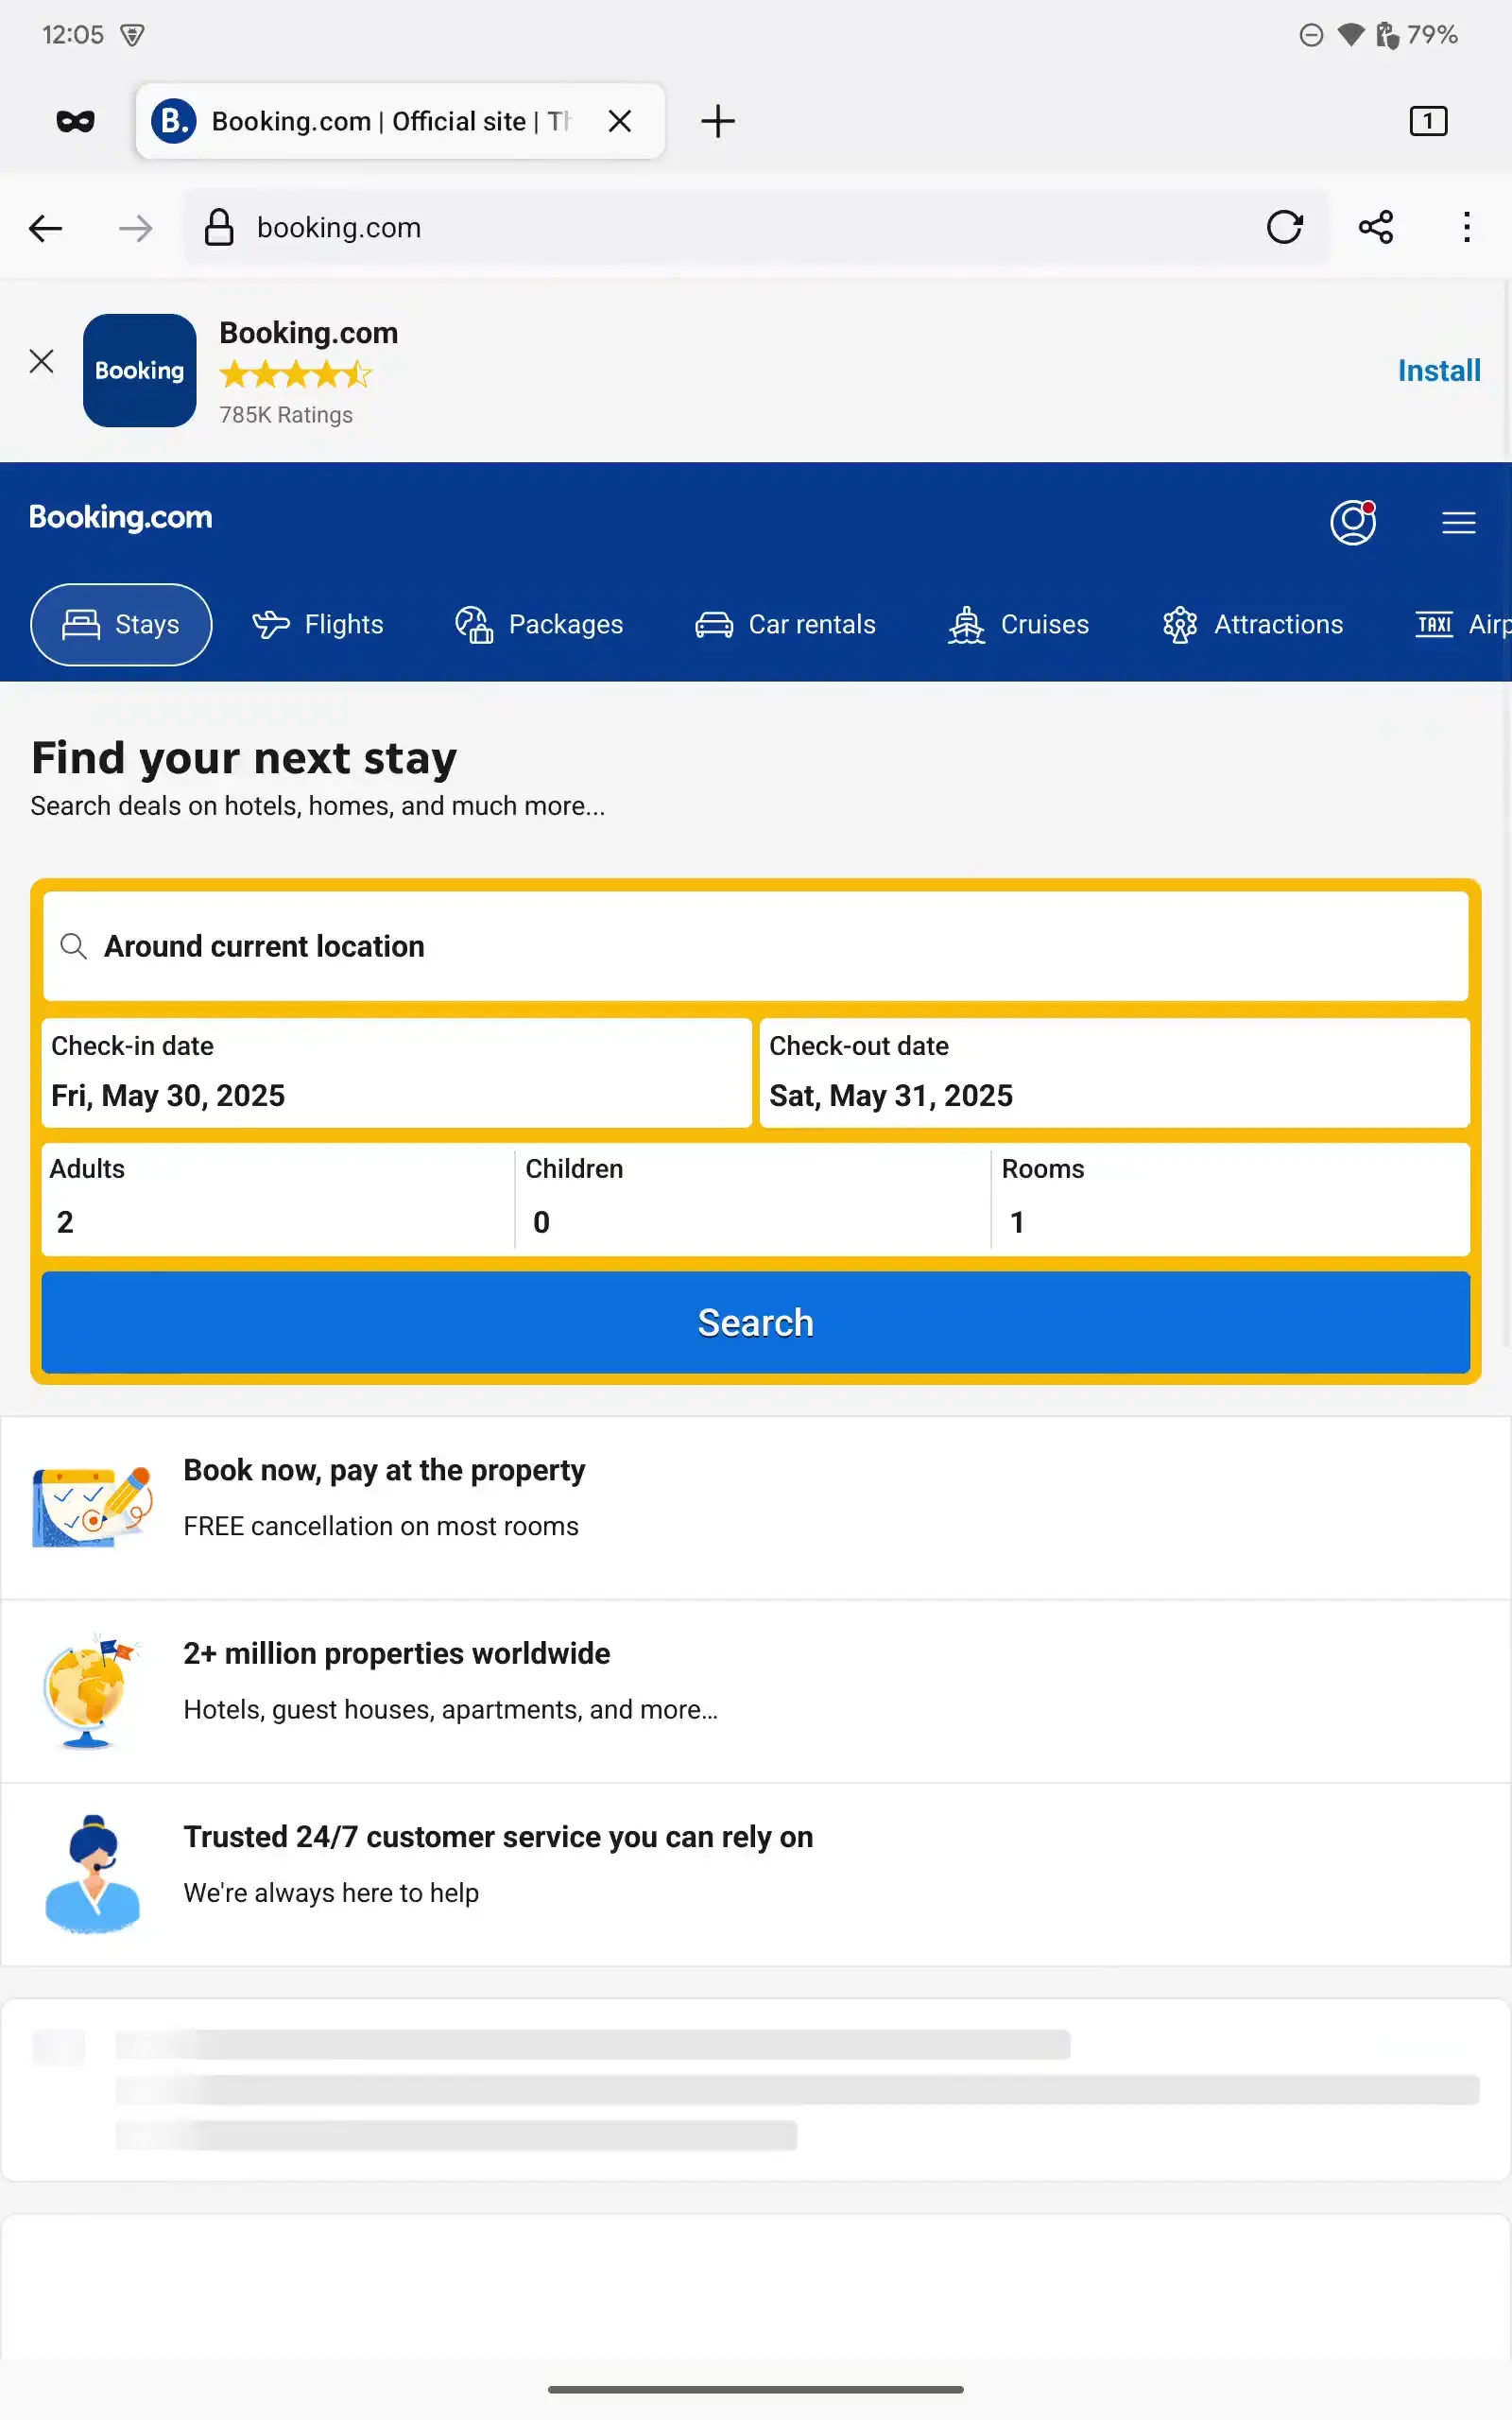 12:05
79%
B. Booking.com | Official site | Th
1
booking.com
Booking
Booking.com
785K Ratings
Install
Booking.com
Stays
Flights
Packages
Car rentals
Cruises
Attractions
TAXI Airp
Find your next stay
Search deals on hotels, homes, and much more...
Around current location
Check-in date
Fri, May 30, 2025
Check-out date
Sat, May 31, 2025
Adults
2
Children
0
Rooms
1
Search
Book now, pay at the property
FREE cancellation on most rooms
2+ million properties worldwide
Hotels, guest houses, apartments, and more…
Trusted 24/7 customer service you can rely on
We're always here to help